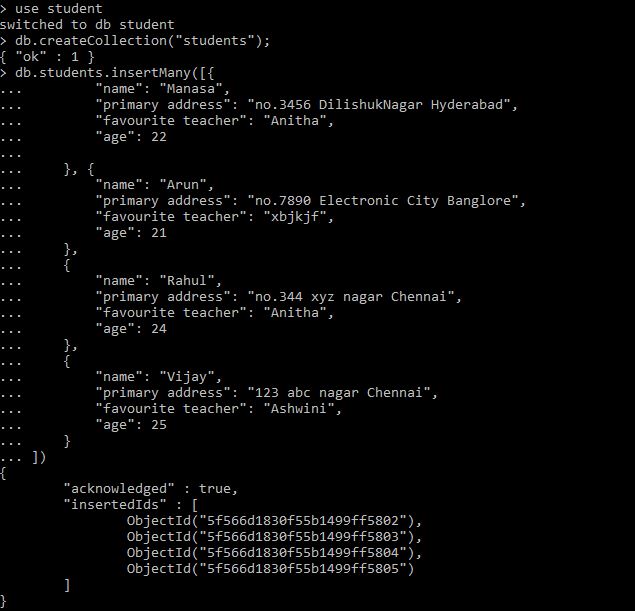 > use student
switched to db student
> db.createCollection("students");
{ "ok" : 1 }
> db.students.insertMany([{
...         "name": "Manasa",
...         "primary address": "no.3456 DilishukNagar Hyderabad",
...         "favourite teacher": "Anitha",
...         "age": 22
...
...     }, {
...         "name": "Arun",
...         "primary address": "no.7890 Electronic City Banglore",
...         "favourite teacher": "xbjkjf",
...         "age": 21
...     },
...     {
...         "name": "Rahul",
...         "primary address": "no.344 xyz nagar Chennai",
...         "favourite teacher": "Anitha",
...         "age": 24
...     },
...     {
...         "name": "Vijay",
...         "primary address": "123 abc nagar Chennai",
...         "favourite teacher": "Ashwini",
...         "age": 25
...     }
... ])
{
        "acknowledged" : true,
        "insertedIds" : [
                ObjectId("5f566d1830f55b1499ff5802"),
                ObjectId("5f566d1830f55b1499ff5803"),
                ObjectId("5f566d1830f55b1499ff5804"),
                ObjectId("5f566d1830f55b1499ff5805")
        ]
}